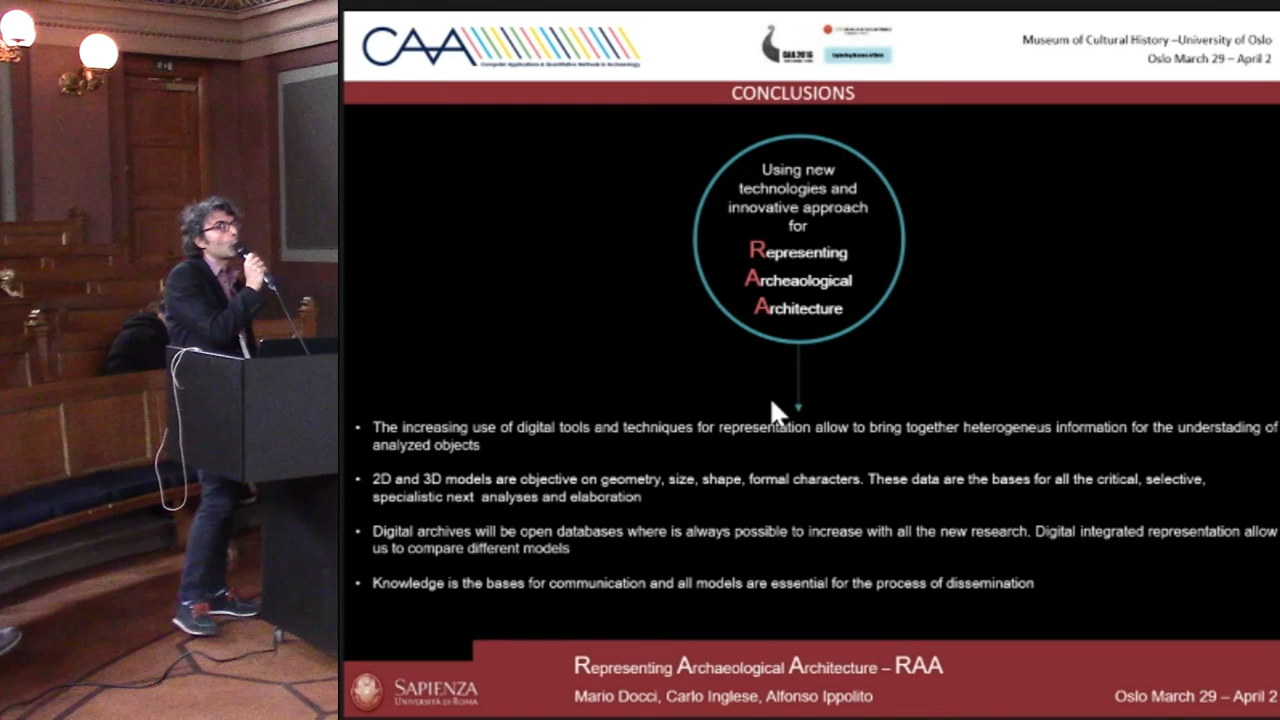 CAA
Computer Applications & Quantitative Methods in Archaeology
CAA 2016
Museum of Cultural History –University of Oslo
Oslo March 29 – April 2
CONCLUSIONS
Using new
technologies and
innovative approach
for
Representing
Archeaological
Architecture
• The increasing use of digital tools and techniques for representation allow to bring together heterogeneus information for the understading of
analyzed objects
• 2D and 3D models are objective on geometry, size, shape, formal characters. These data are the bases for all the critical, selective,
specialistic next analyses and elaboration
• Digital archives will be open databases where is always possible to increase with all the new research. Digital integrated representation allow
us to compare different models
• Knowledge is the bases for communication and all models are essential for the process of dissemination
Representing Archaeological Architecture – RAA
SAPIENZA
UNIVERSITÀ DI ROMA
Mario Docci, Carlo Inglese, Alfonso Ippolito
Oslo March 29 – April 2